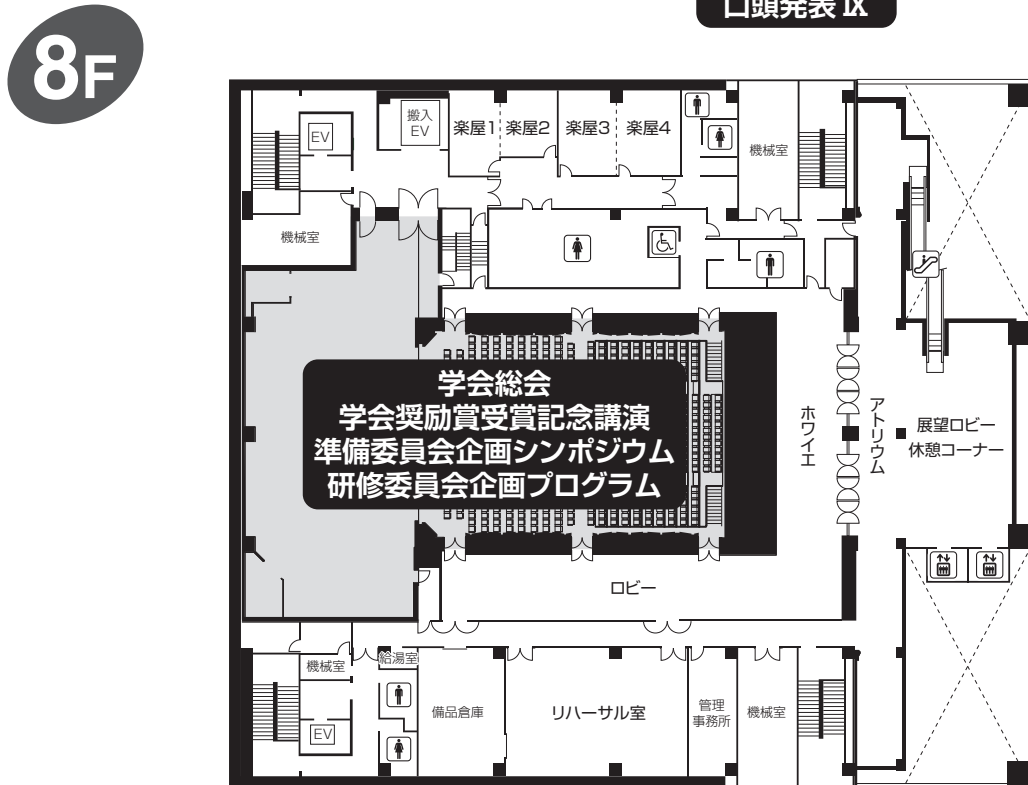 口頭発表 Ⅸ
8F
搬入
EV
EV
楽屋1
楽屋2
楽屋3
楽屋4
機械室
機械室
学会総会
学会奨励賞受賞記念講演
準備委員会企画シンポジウム
研修委員会企画プログラム
ホワイエ
アトリウム
展望ロビー
休憩コーナー
ロビー
機械室
給湯室
EV
備品倉庫
リハーサル室
管理
事務所
機械室